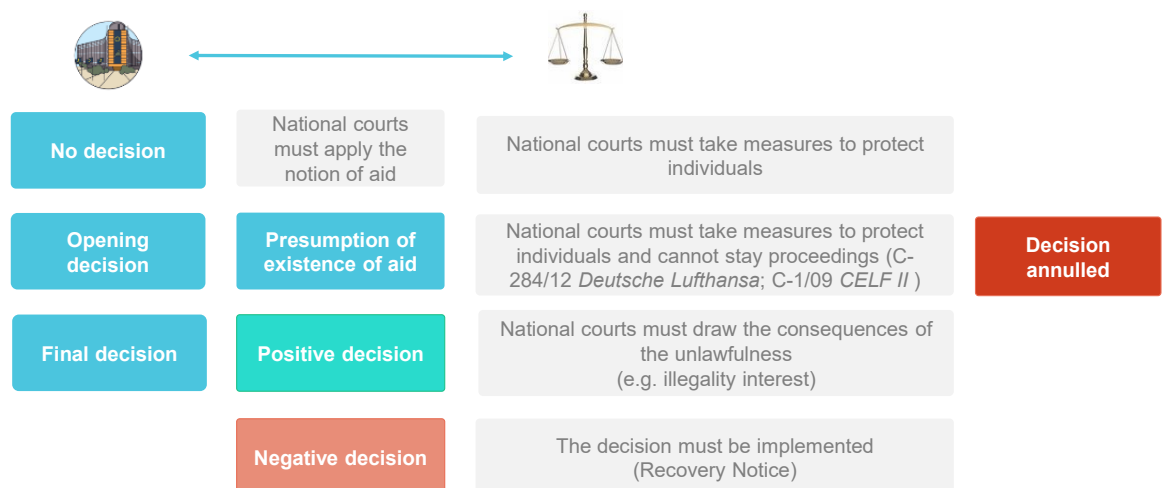 No decision
National courts
must apply the
notion of aid
National courts must take measures to protect
individuals
Opening
decision
Presumption of
existence of aid
National courts must take measures to protect
individuals and cannot stay proceedings (C-
284/12 Deutsche Lufthansa; C-1/09 CELF II )
Decision
annulled
Final decision
Positive decision
National courts must draw the consequences of
the unlawfulness
(e.g. illegality interest)
Negative decision
The decision must be implemented
(Recovery Notice)